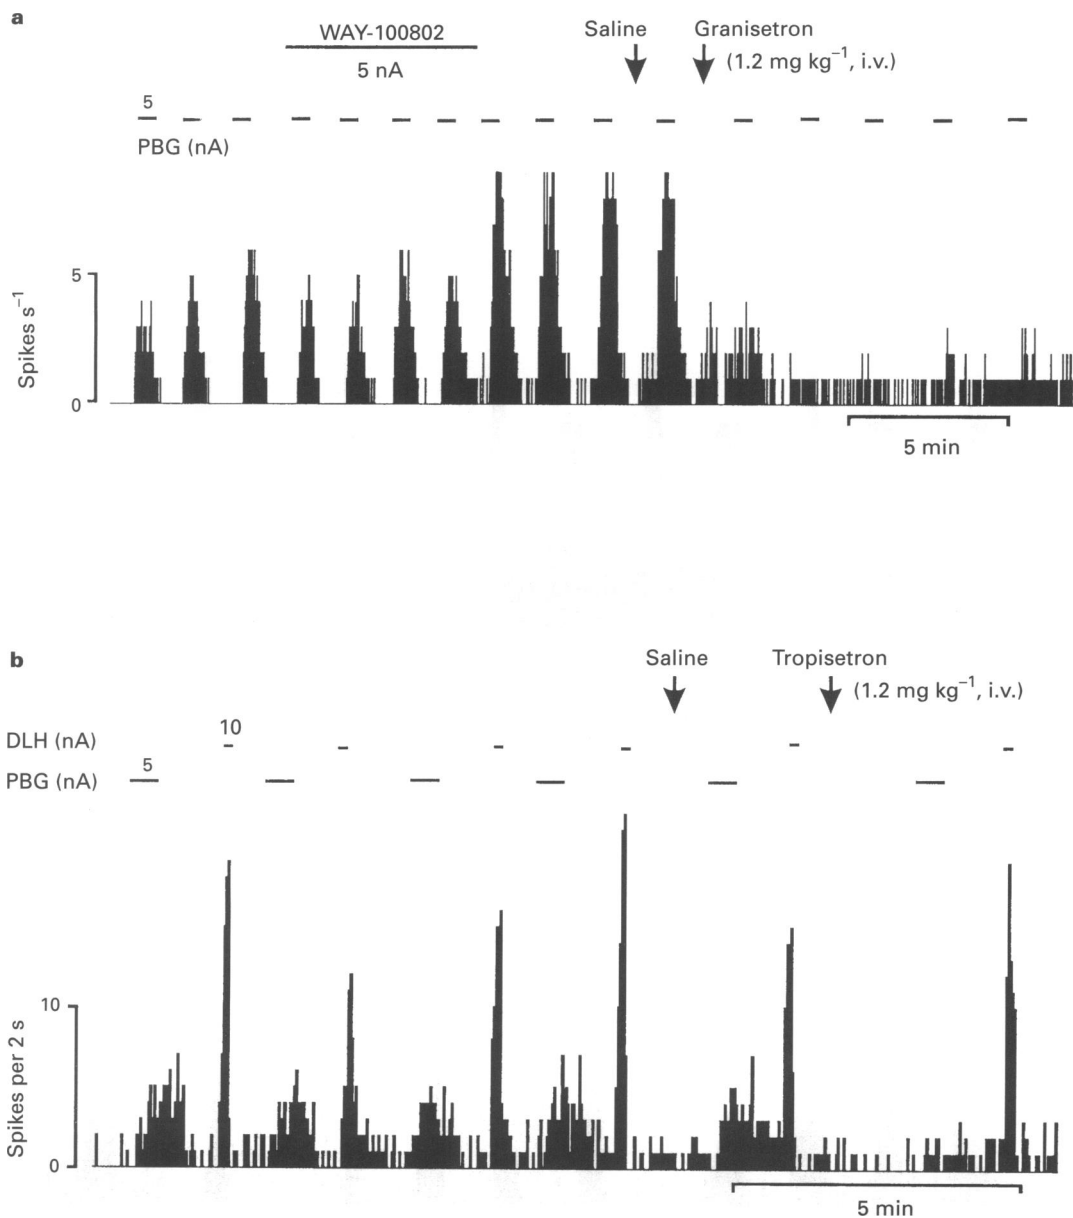 a
WAY-100802
5 nA
Saline
Granisetron
(1.2 mg kg⁻¹, i.v.)
5
PBG (nA)
5
0
Spikes s⁻¹
5 min
b
Saline
Tropisetron
(1.2 mg kg⁻¹, i.v.)
DLH (nA)
10
PBG (nA)
5
10
0
Spikes per 2 s
5 min